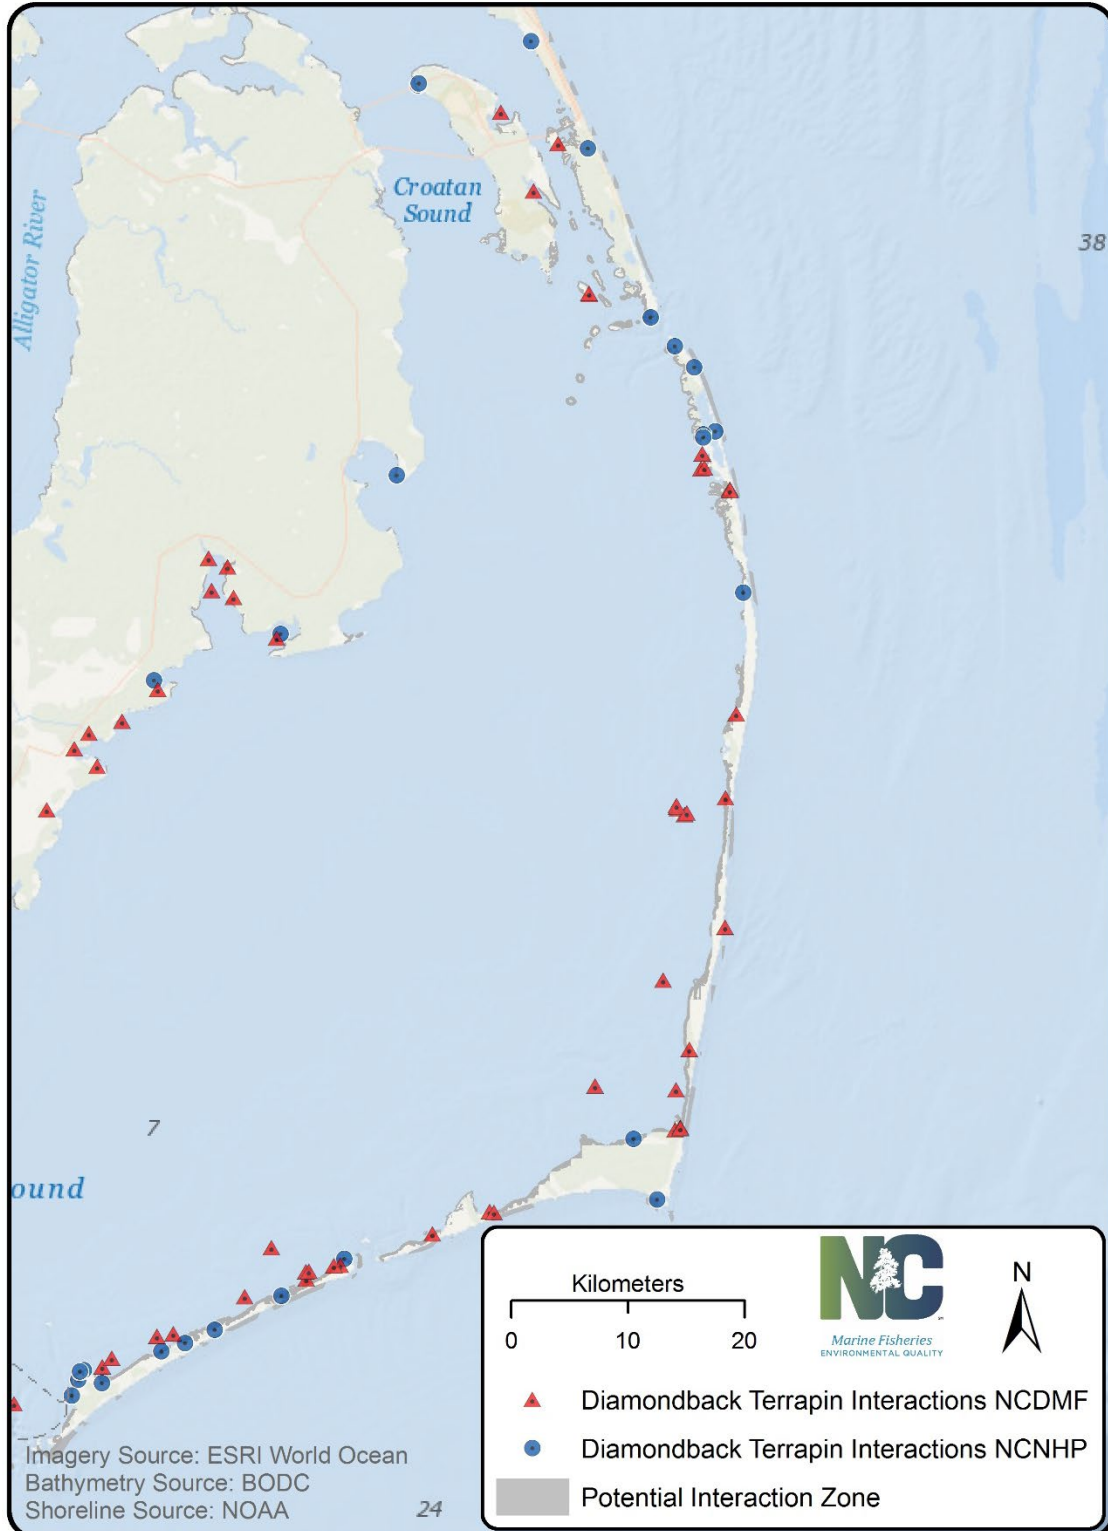 Croatan
Sound
Alligator River
38
7
ound
Kilometers
0 10 20
NC
Marine Fisheries
ENVIRONMENTAL QUALITY
N
Diamondback Terrapin Interactions NCDMF
Diamondback Terrapin Interactions NCNHP
Potential Interaction Zone
Imagery Source: ESRI World Ocean
Bathymetry Source: BODC
Shoreline Source: NOAA
24